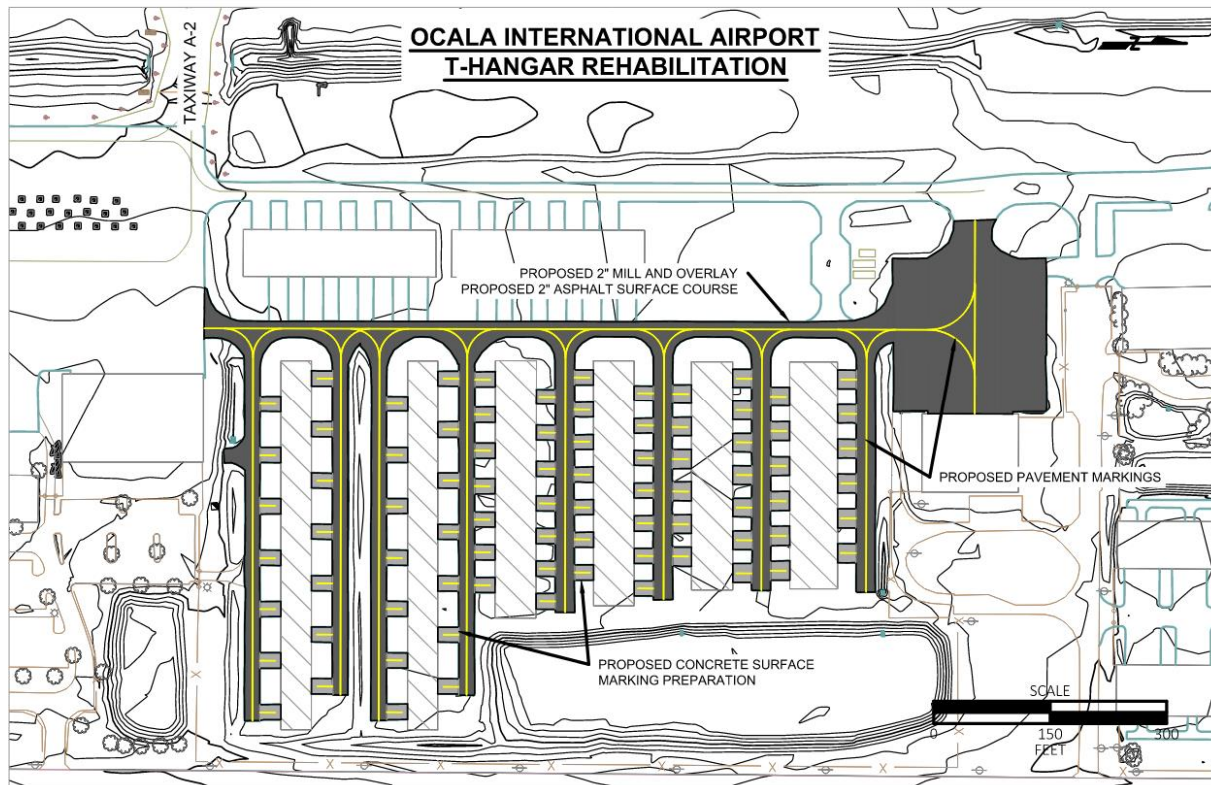 OCALA INTERNATIONAL AIRPORT
T-HANGAR REHABILITATION
TAXIWAY A-2
PROPOSED 2" MILL AND OVERLAY
PROPOSED 2" ASPHALT SURFACE COURSE
PROPOSED PAVEMENT MARKINGS
PROPOSED CONCRETE SURFACE
MARKING PREPARATION
SCALE
0 150 300
FEET